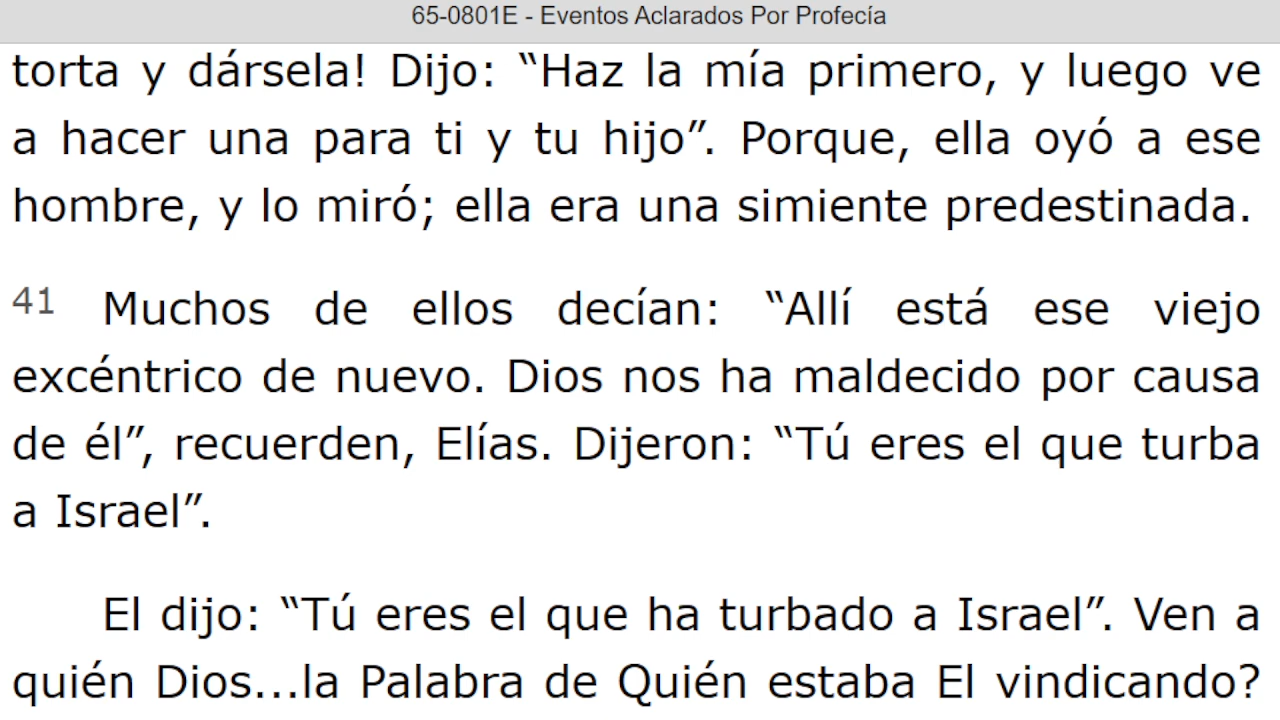 65-0801E - Eventos Aclarados Por Profecía
torta y dársela! Dijo: “Haz la mía primero, y luego ve
a hacer una para ti y tu hijo”. Porque, ella oyó a ese
hombre, y lo miró; ella era una simiente predestinada.
41 Muchos de ellos decían: “Allí está ese viejo
excéntrico de nuevo. Dios nos ha maldecido por causa
de él”, recuerden, Elías. Dijeron: “Tú eres el que turba
a Israel”.
El dijo: “Tú eres el que ha turbado a Israel”. Ven a
quién Dios...la Palabra de Quién estaba El vindicando?